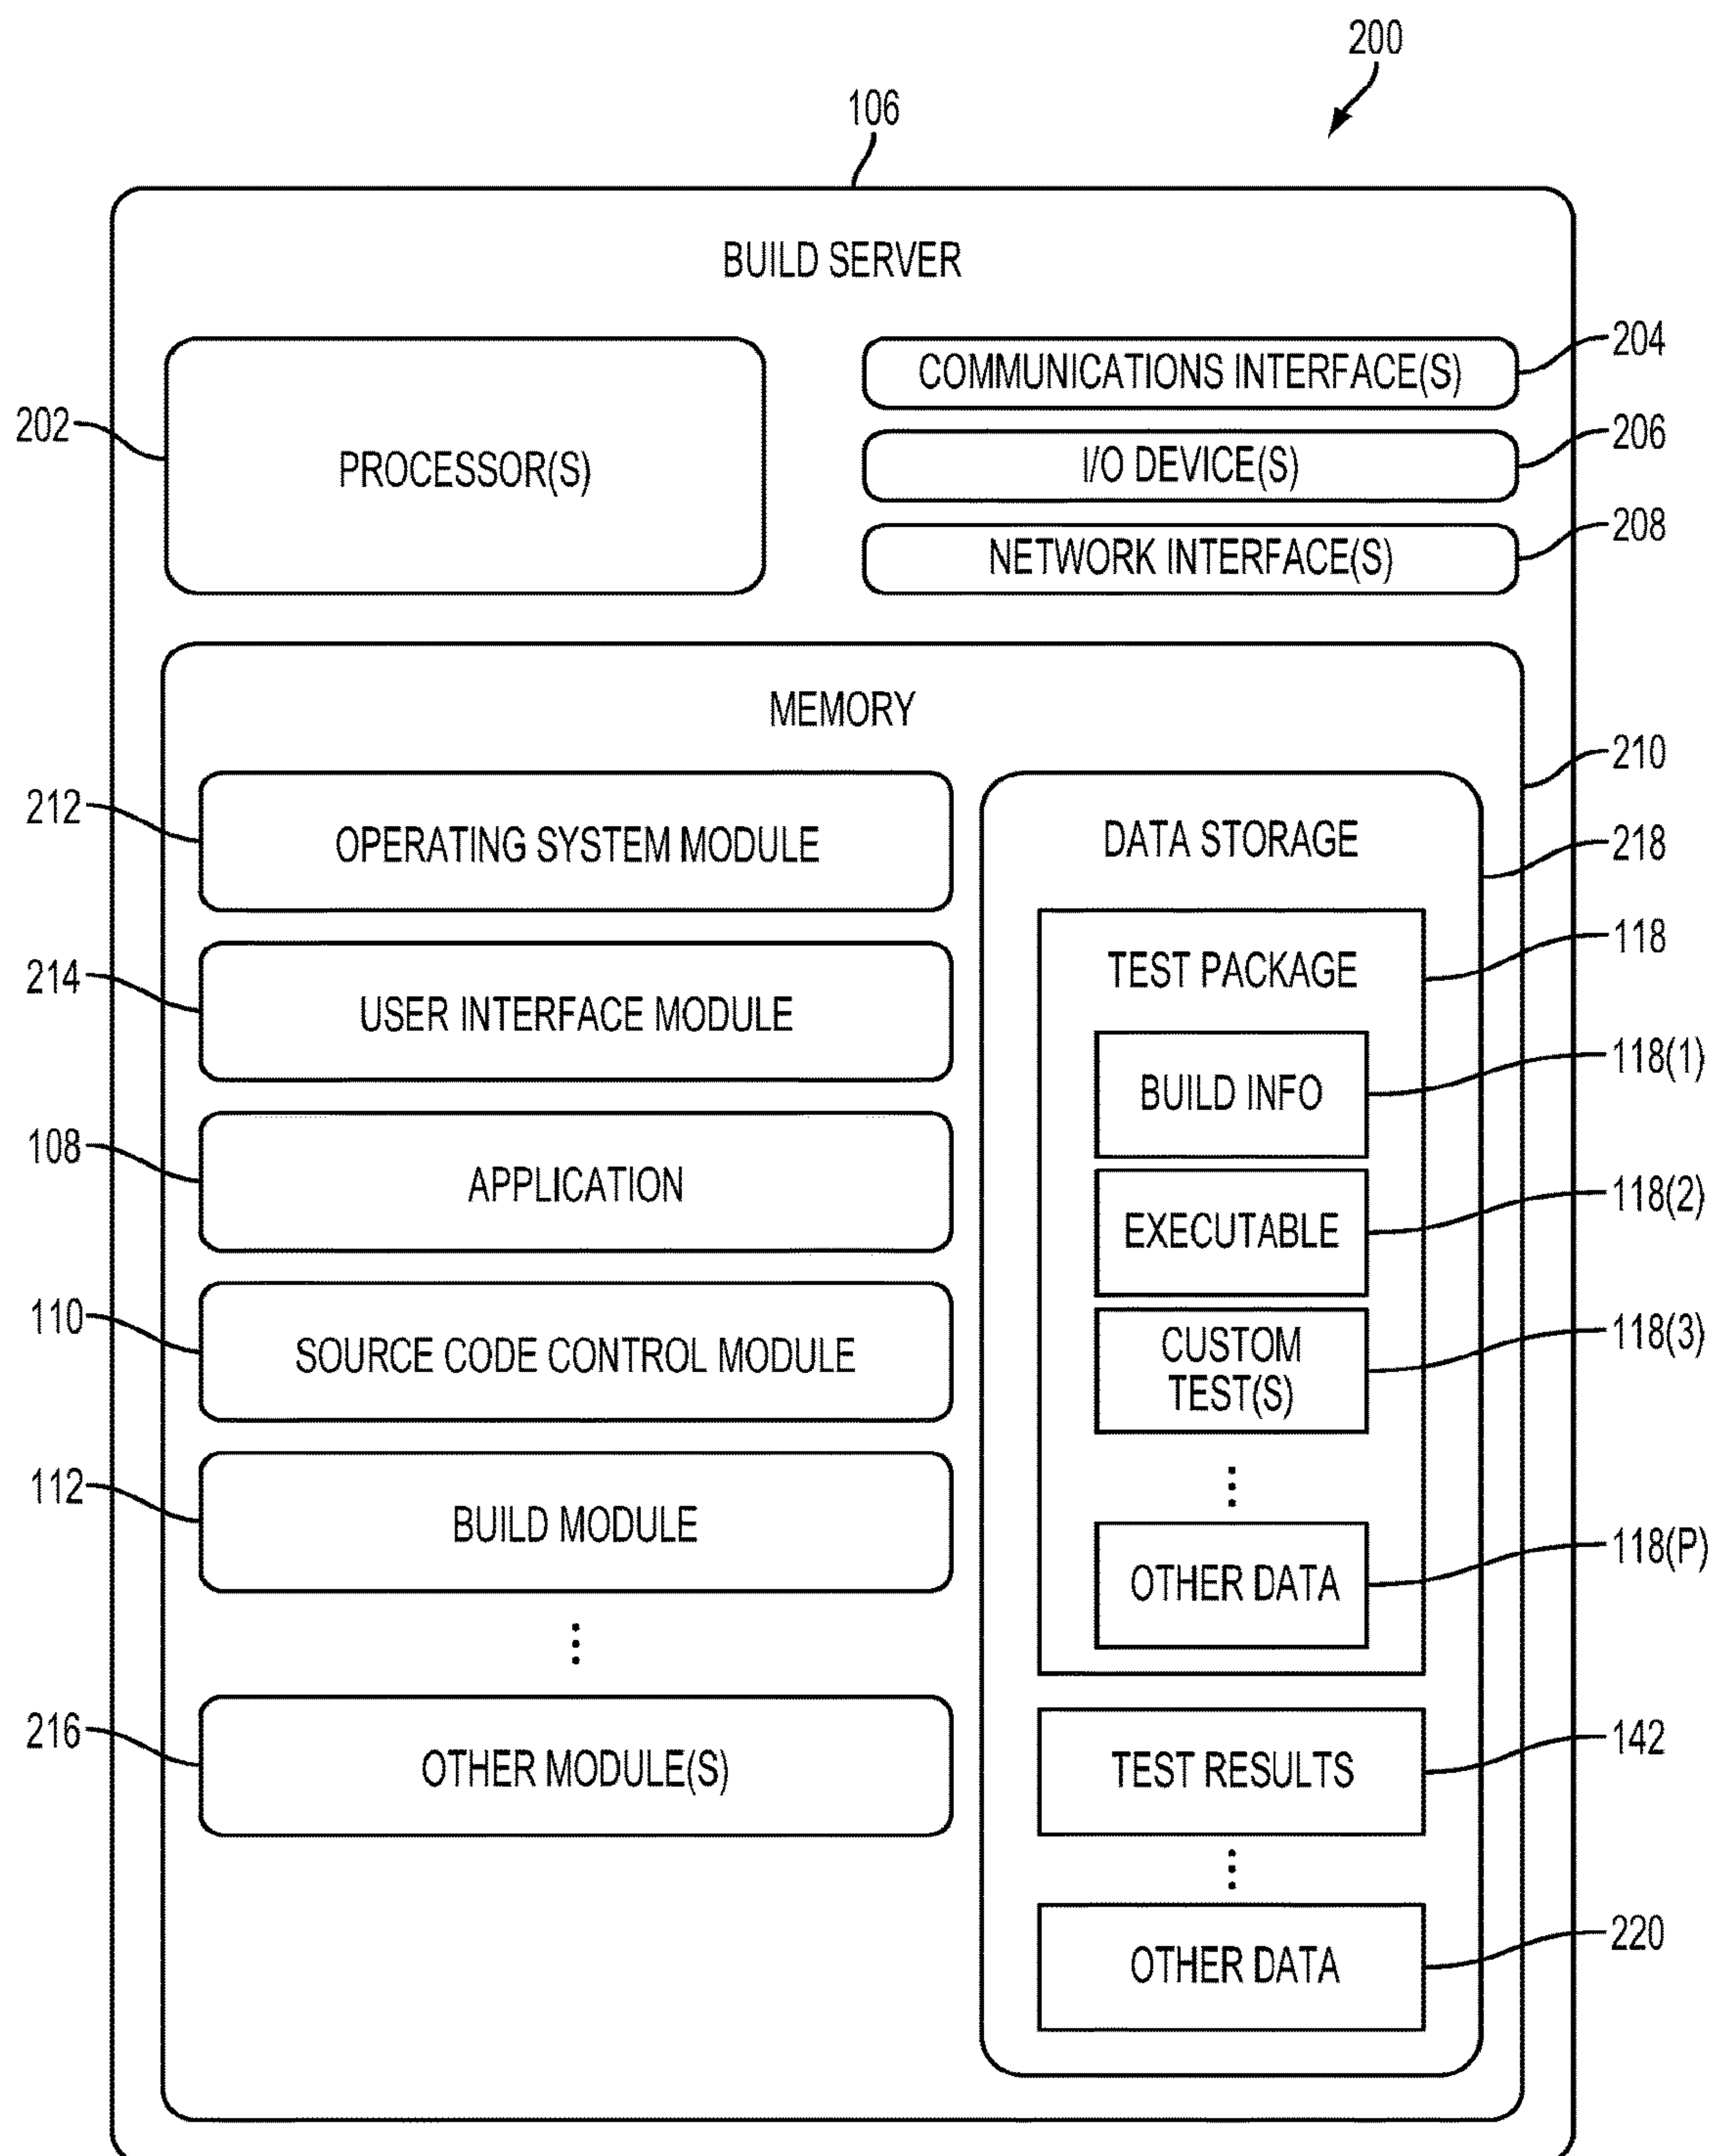 200
106
BUILD SERVER
202
PROCESSOR(S)
COMMUNICATIONS INTERFACE(S)
204
I/O DEVICE(S)
206
NETWORK INTERFACE(S)
208
MEMORY
210
212
OPERATING SYSTEM MODULE
214
USER INTERFACE MODULE
108
APPLICATION
110
SOURCE CODE CONTROL MODULE
112
BUILD MODULE
⋮
216
OTHER MODULE(S)
DATA STORAGE
218
TEST PACKAGE
118
BUILD INFO
118(1)
EXECUTABLE
118(2)
CUSTOM
TEST(S)
118(3)
⋮
OTHER DATA
118(P)
TEST RESULTS
142
⋮
OTHER DATA
220